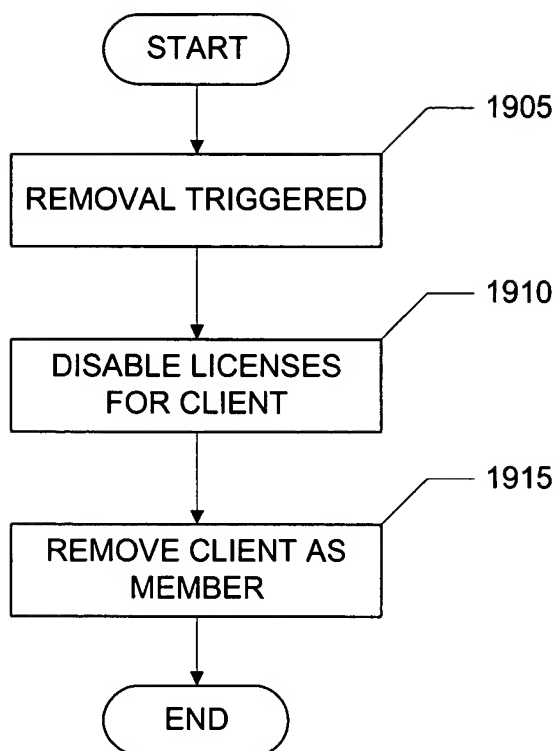 START
1905
REMOVAL TRIGGERED
1910
DISABLE LICENSES
FOR CLIENT
1915
REMOVE CLIENT AS
MEMBER
END